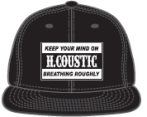 KEEP YOUR MIND ON
H.COUSTIC
BREATHING ROUGHLY